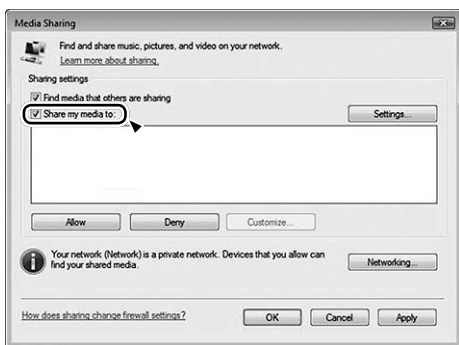 Media Sharing
Find and share music, pictures, and video on your network.
Learn more about sharing.
Sharing settings
Find media that others are sharing
Share my media to:
Settings...
Allow
Deny
Customize...
Your network (Network) is a private network. Devices that you allow can
find your shared media.
Networking...
How does sharing change firewall settings?
OK
Cancel
Apply